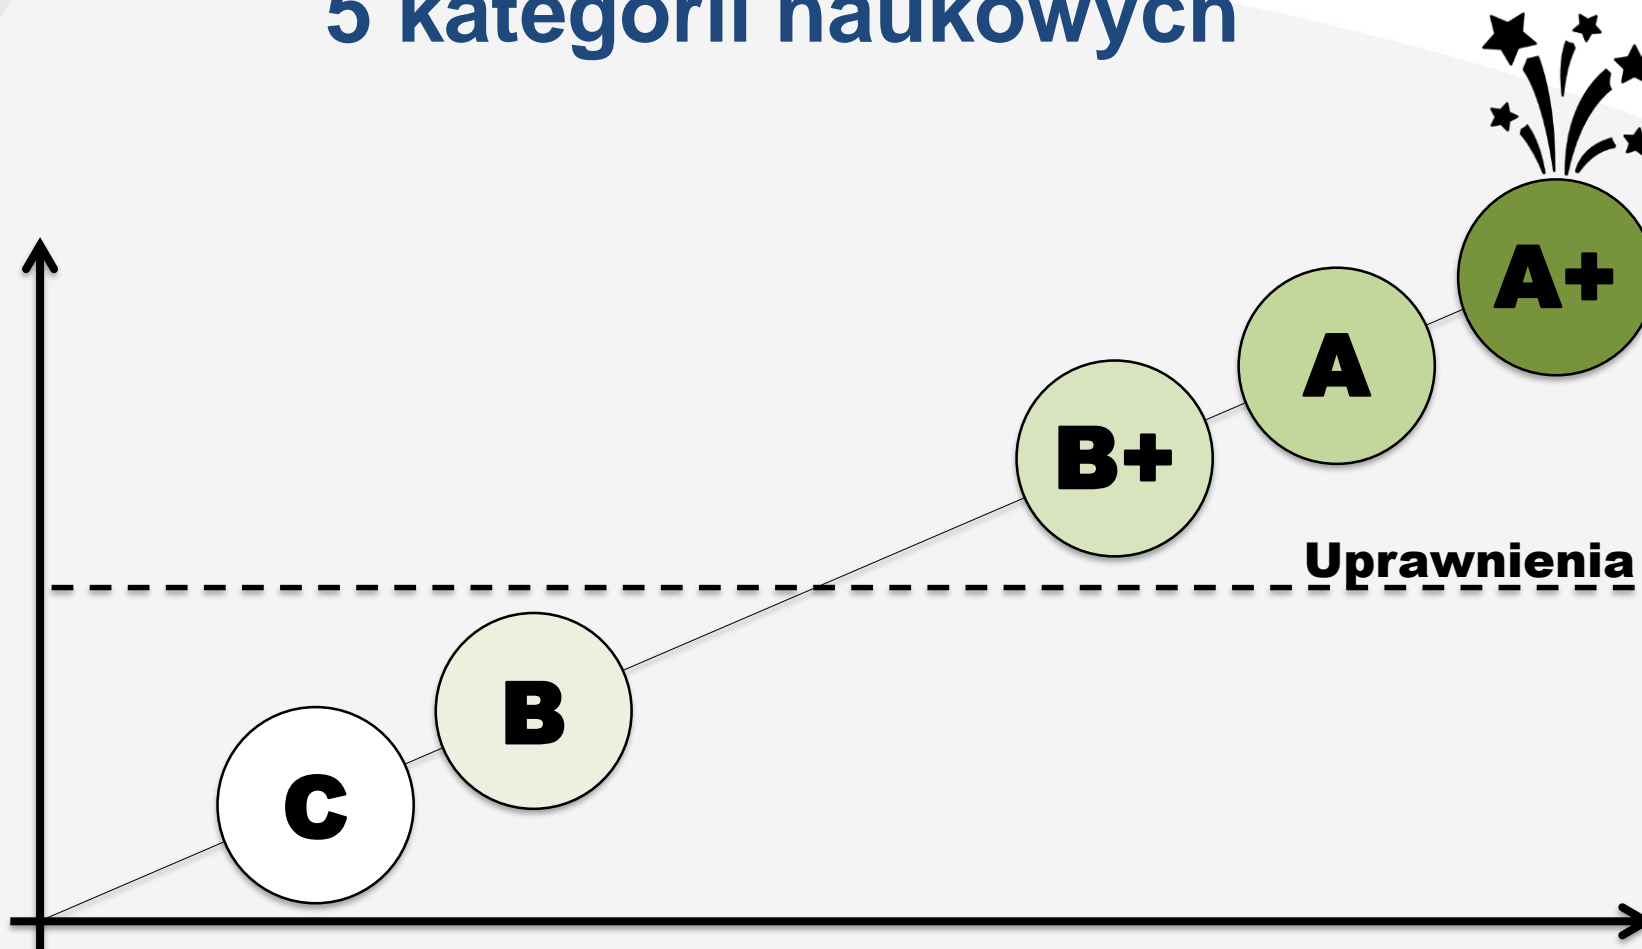 5 kategorii naukowych
A+
A
B+
Uprawnienia
B
C